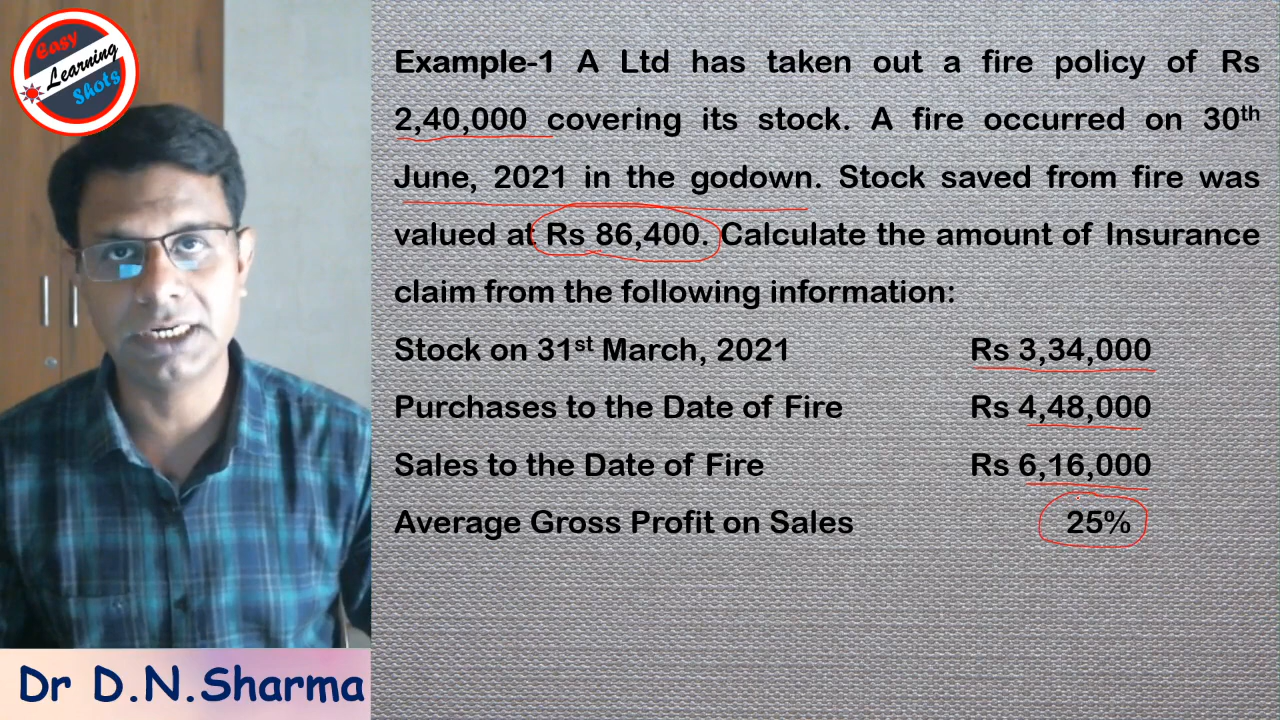 Easy
Learning
Shots
Example-1 A Ltd has taken out a fire policy of Rs
2,40,000 covering its stock. A fire occurred on 30th
June, 2021 in the godown. Stock saved from fire was
valued at Rs 86,400. Calculate the amount of Insurance
claim from the following information:
Stock on 31st March, 2021 Rs 3,34,000
Purchases to the Date of Fire Rs 4,48,000
Sales to the Date of Fire Rs 6,16,000
Average Gross Profit on Sales 25%
Dr D.N.Sharma